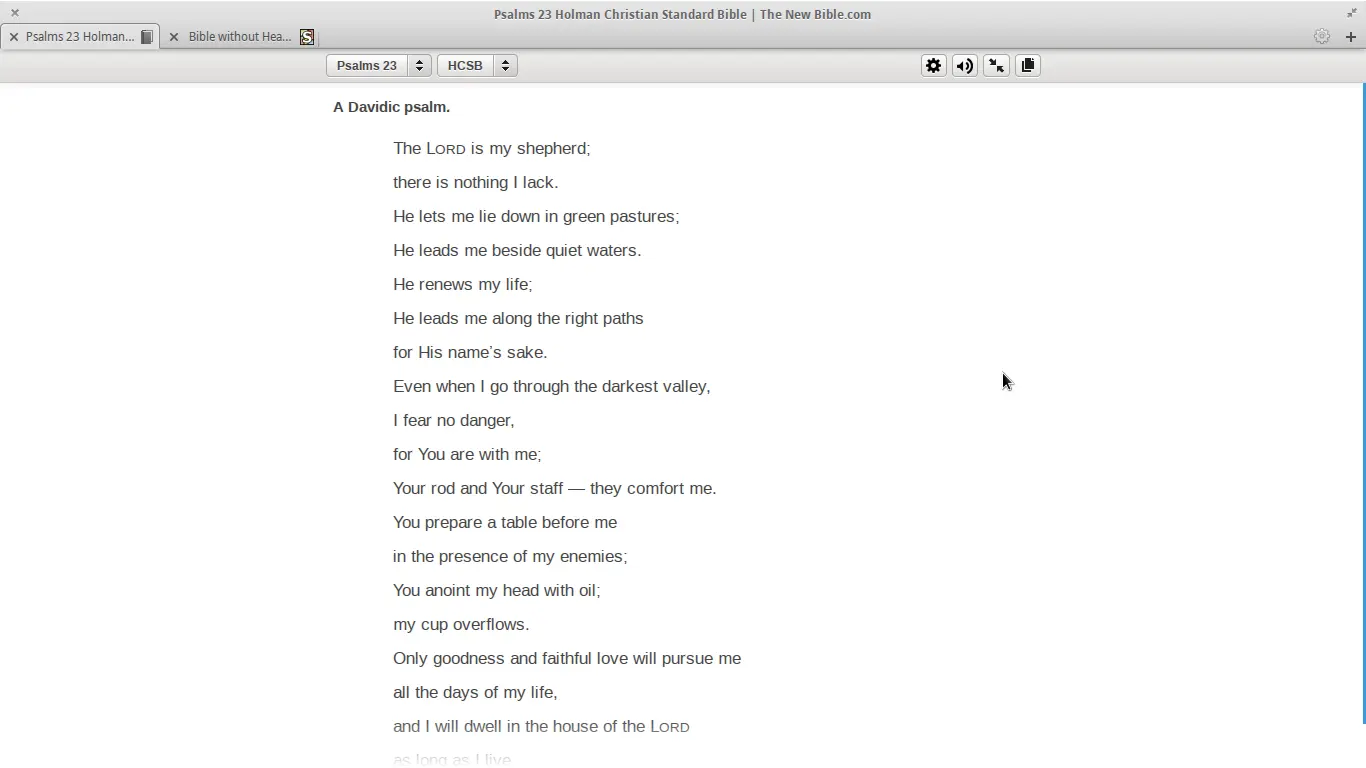 Psalms 23 Holman Christian Standard Bible | The New Bible.com
Psalms 23 Holman...
Bible without Hea...
S
Psalms 23
HCSB
A Davidic psalm.
The LORD is my shepherd;
there is nothing I lack.
He lets me lie down in green pastures;
He leads me beside quiet waters.
He renews my life;
He leads me along the right paths
for His name’s sake.
Even when I go through the darkest valley,
I fear no danger,
for You are with me;
Your rod and Your staff — they comfort me.
You prepare a table before me
in the presence of my enemies;
You anoint my head with oil;
my cup overflows.
Only goodness and faithful love will pursue me
all the days of my life,
and I will dwell in the house of the LORD
as long as I live